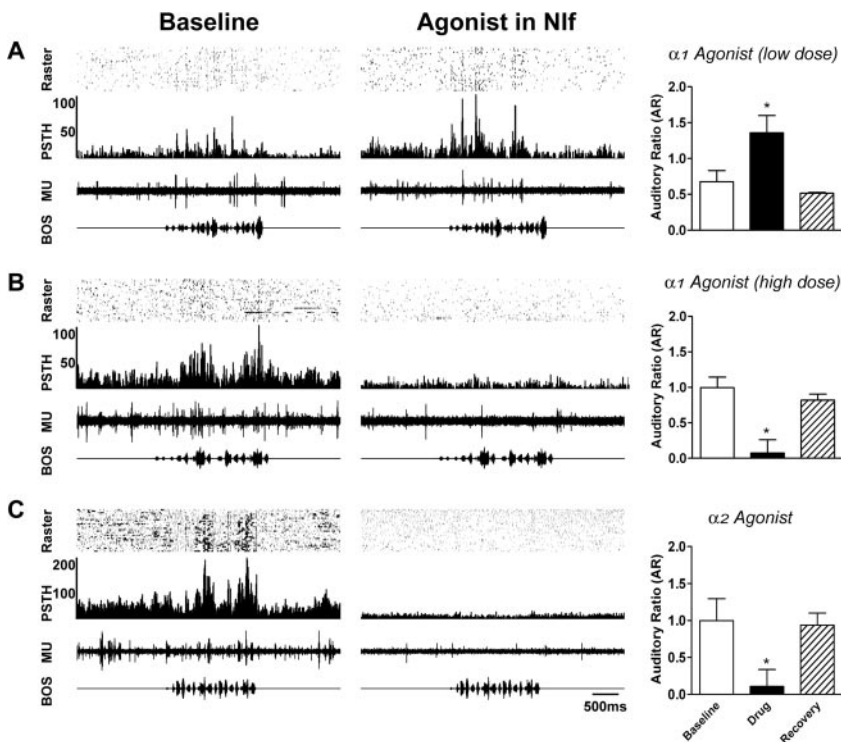 Baseline
Agonist in NIf
A
Raster
100
50
PSTH
MU
BOS
α1 Agonist (low dose)
Auditory Ratio (AR)
2.0
1.5
1.0
0.5
0.0
*
B
Raster
100
50
PSTH
MU
BOS
α1 Agonist (high dose)
Auditory Ratio (AR)
2.0
1.5
1.0
0.5
0.0
*
C
Raster
200
100
PSTH
MU
BOS
500ms
α2 Agonist
Auditory Ratio (AR)
2.0
1.5
1.0
0.5
0.0
*
Baseline
Drug
Recovery